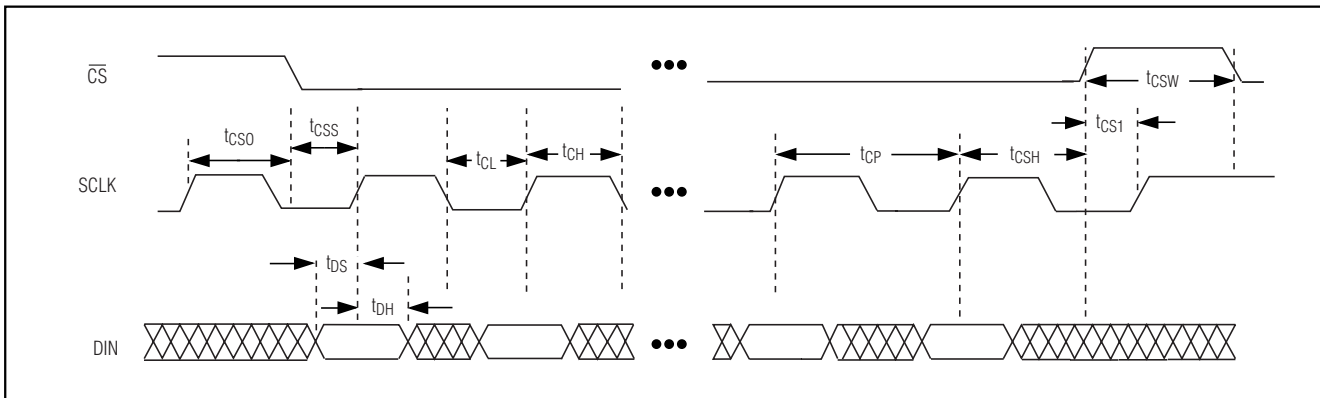 CS
tCSW
tCSO
tCSS
tCL
tCH
tCP
tCSH
tCS1
SCLK
tDS
tDH
DIN